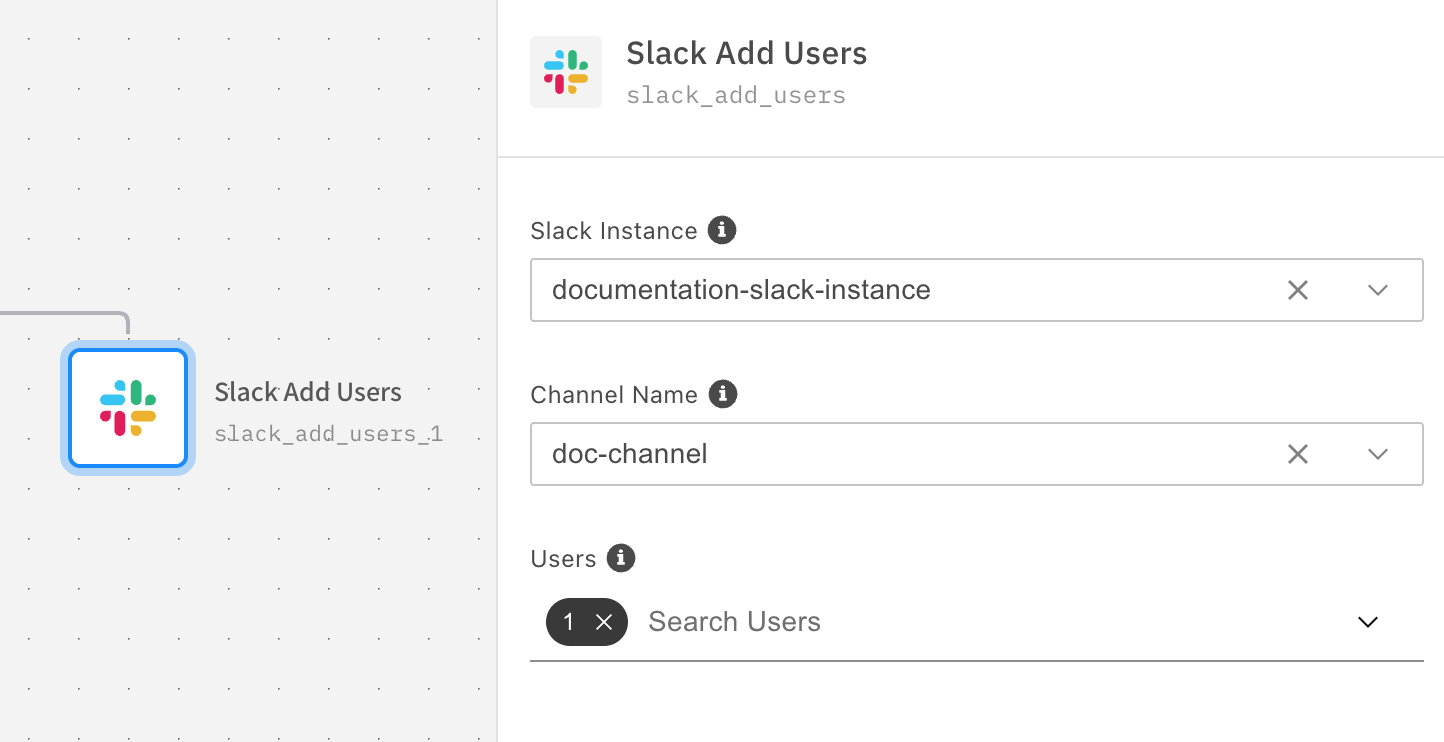 Slack Add Users
slack_add_users_1
Slack Add Users
slack_add_users
Slack Instance
documentation-slack-instance
Channel Name
doc-channel
Users
1 Search Users